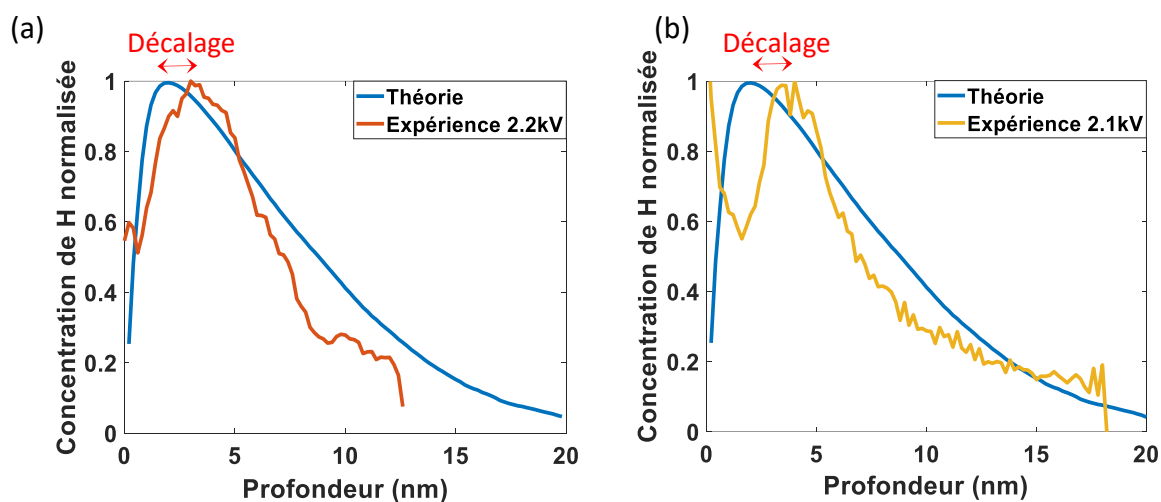 (a)
Décalage
Concentration de H normalisée
1
0.8
0.6
0.4
0.2
0
Théorie
Expérience 2.2kV
0 5 10 15 20
Profondeur (nm)
(b)
Décalage
Concentration de H normalisée
1
0.8
0.6
0.4
0.2
0
Théorie
Expérience 2.1kV
0 5 10 15 20
Profondeur (nm)